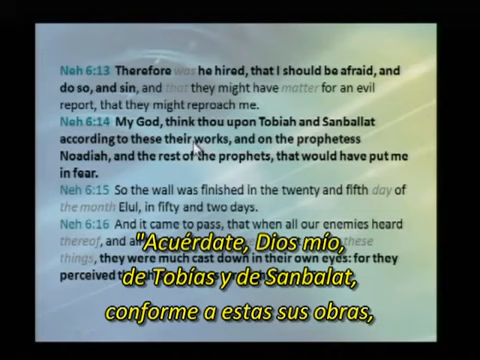 Neh 6:13 Therefore was he hired, that I should be afraid, and
do so, and sin, and that they might have matter for an evil
report, that they might reproach me.
Neh 6:14 My God, think thou upon Tobiah and Sanballat
according to these their works, and on the prophetess
Noadiah, and the rest of the prophets, that would have put me
in fear.
Neh 6:15 So the wall was finished in the twenty and fifth day of
the month Elul, in fifty and two days.
Neh 6:16 And it came to pass, that when all our enemies heard
thereof, and all these
things, they were much cast down in their own eyes: for they
perceived
"Acuérdate, Dios mío,
de Tobías y de Sanbalat,
conforme a estas sus obras,